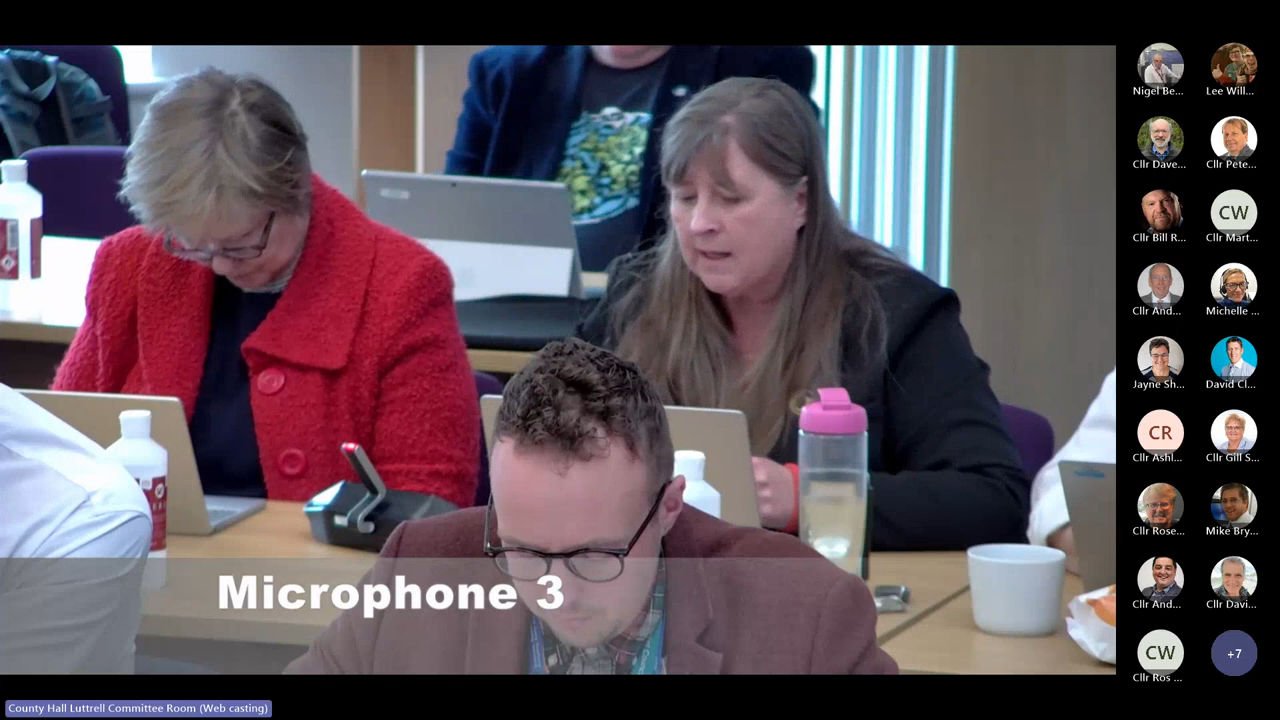 Nigel Be...
Lee Will...
Cllr Dave...
Cllr Pete...
CW
Cllr Bill R...
Cllr Mart...
Cllr And...
Michelle ...
Jayne Sh...
David Cl...
CR
Cllr Ashl...
Cllr Gill S...
Cllr Rose...
Mike Bry...
Cllr And...
Cllr Davi...
CW
+7
Cllr Ros ...
Microphone 3
County Hall Luttrell Committee Room (Web casting)